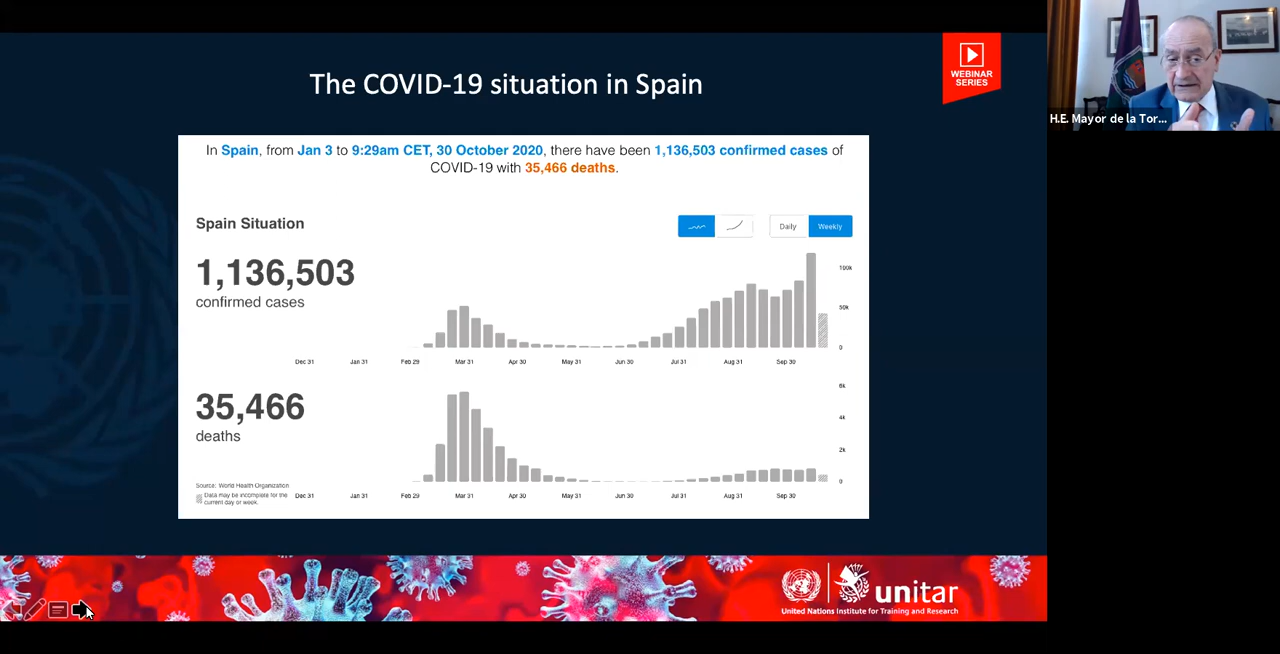 The COVID-19 situation in Spain
WEBINAR
SERIES
H.E. Mayor de la Tor...
In Spain, from Jan 3 to 9:29am CET, 30 October 2020, there have been 1,136,503 confirmed cases of
COVID-19 with 35,466 deaths.
Spain Situation
Daily
Weekly
1,136,503
confirmed cases
100k
50k
0
Dec 31 Jan 31 Feb 29 Mar 31 Apr 30 May 31 Jun 30 Jul 31 Aug 31 Sep 30
35,466
deaths
6k
4k
2k
0
Source: World Health Organization
Data may be incomplete for the
current day or week.
Dec 31 Jan 31 Feb 29 Mar 31 Apr 30 May 31 Jun 30 Jul 31 Aug 31 Sep 30
unitar
United Nations Institute for Training and Research